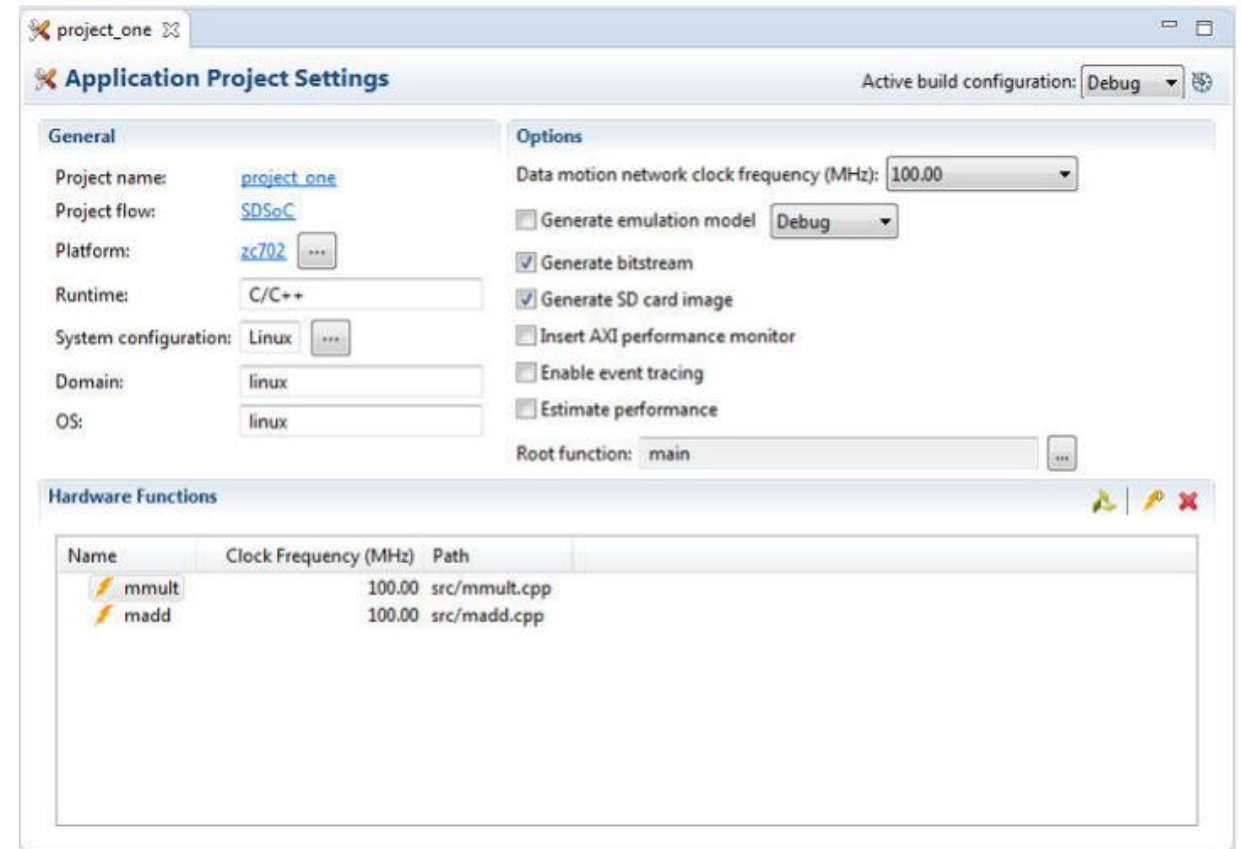 project_one
Application Project Settings
Active build configuration: Debug
General
Project name: project_one
Project flow: SDSoC
Platform: zc702 ...
Runtime: C/C++
System configuration: Linux ...
Domain: linux
OS: linux
Options
Data motion network clock frequency (MHz): 100.00
Generate emulation model Debug
Generate bitstream
Generate SD card image
Insert AXI performance monitor
Enable event tracing
Estimate performance
Root function: main ...
Hardware Functions
Name Clock Frequency (MHz) Path
mmult 100.00 src/mmult.cpp
madd 100.00 src/madd.cpp